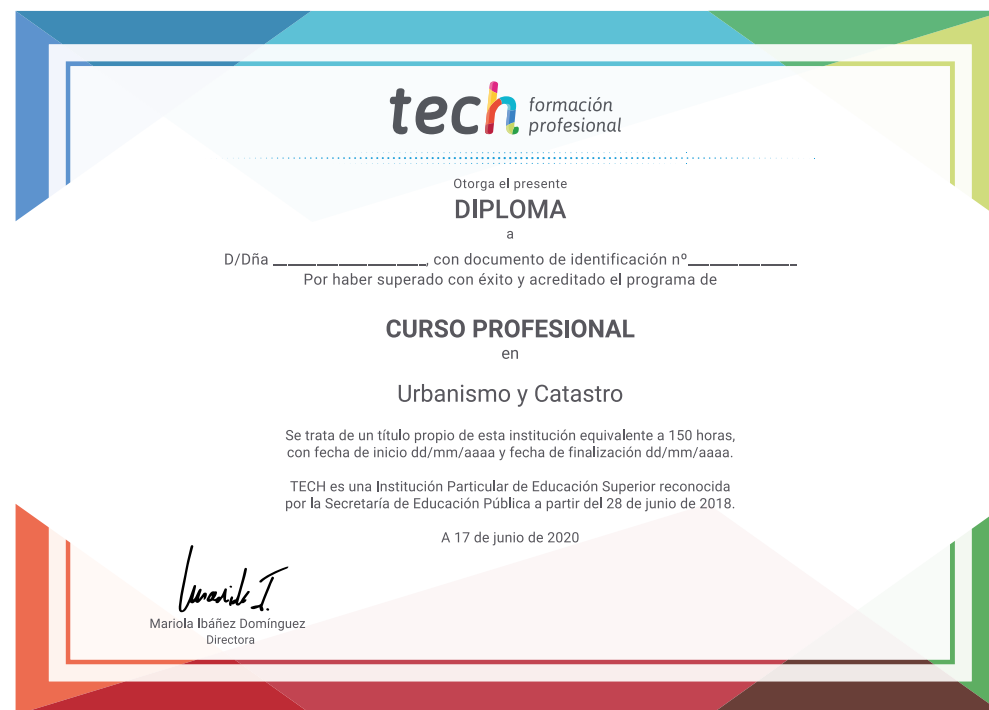 tech formación
profesional
Otorga el presente
DIPLOMA
a
D/Dña ______________________, con documento de identificación nº________________
Por haber superado con éxito y acreditado el programa de
CURSO PROFESIONAL
en
Urbanismo y Catastro
Se trata de un título propio de esta institución equivalente a 150 horas,
con fecha de inicio dd/mm/aaaa y fecha de finalización dd/mm/aaaa.
TECH es una Institución Particular de Educación Superior reconocida
por la Secretaría de Educación Pública a partir del 28 de junio de 2018.
A 17 de junio de 2020
Mariola Ibáñez Domínguez
Directora